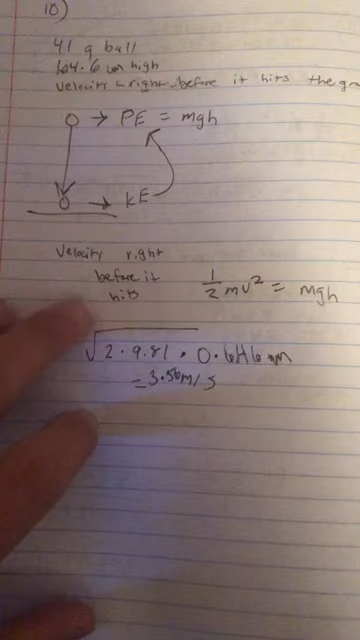 10)
41 g ball
64.6 cm high
velocity right before it hits the
PE = mgh
KE
velocity right
before it
hits
1/2 mv² = mgh
√2 · 9.81 · 0.646 m
= 3.56 m/s